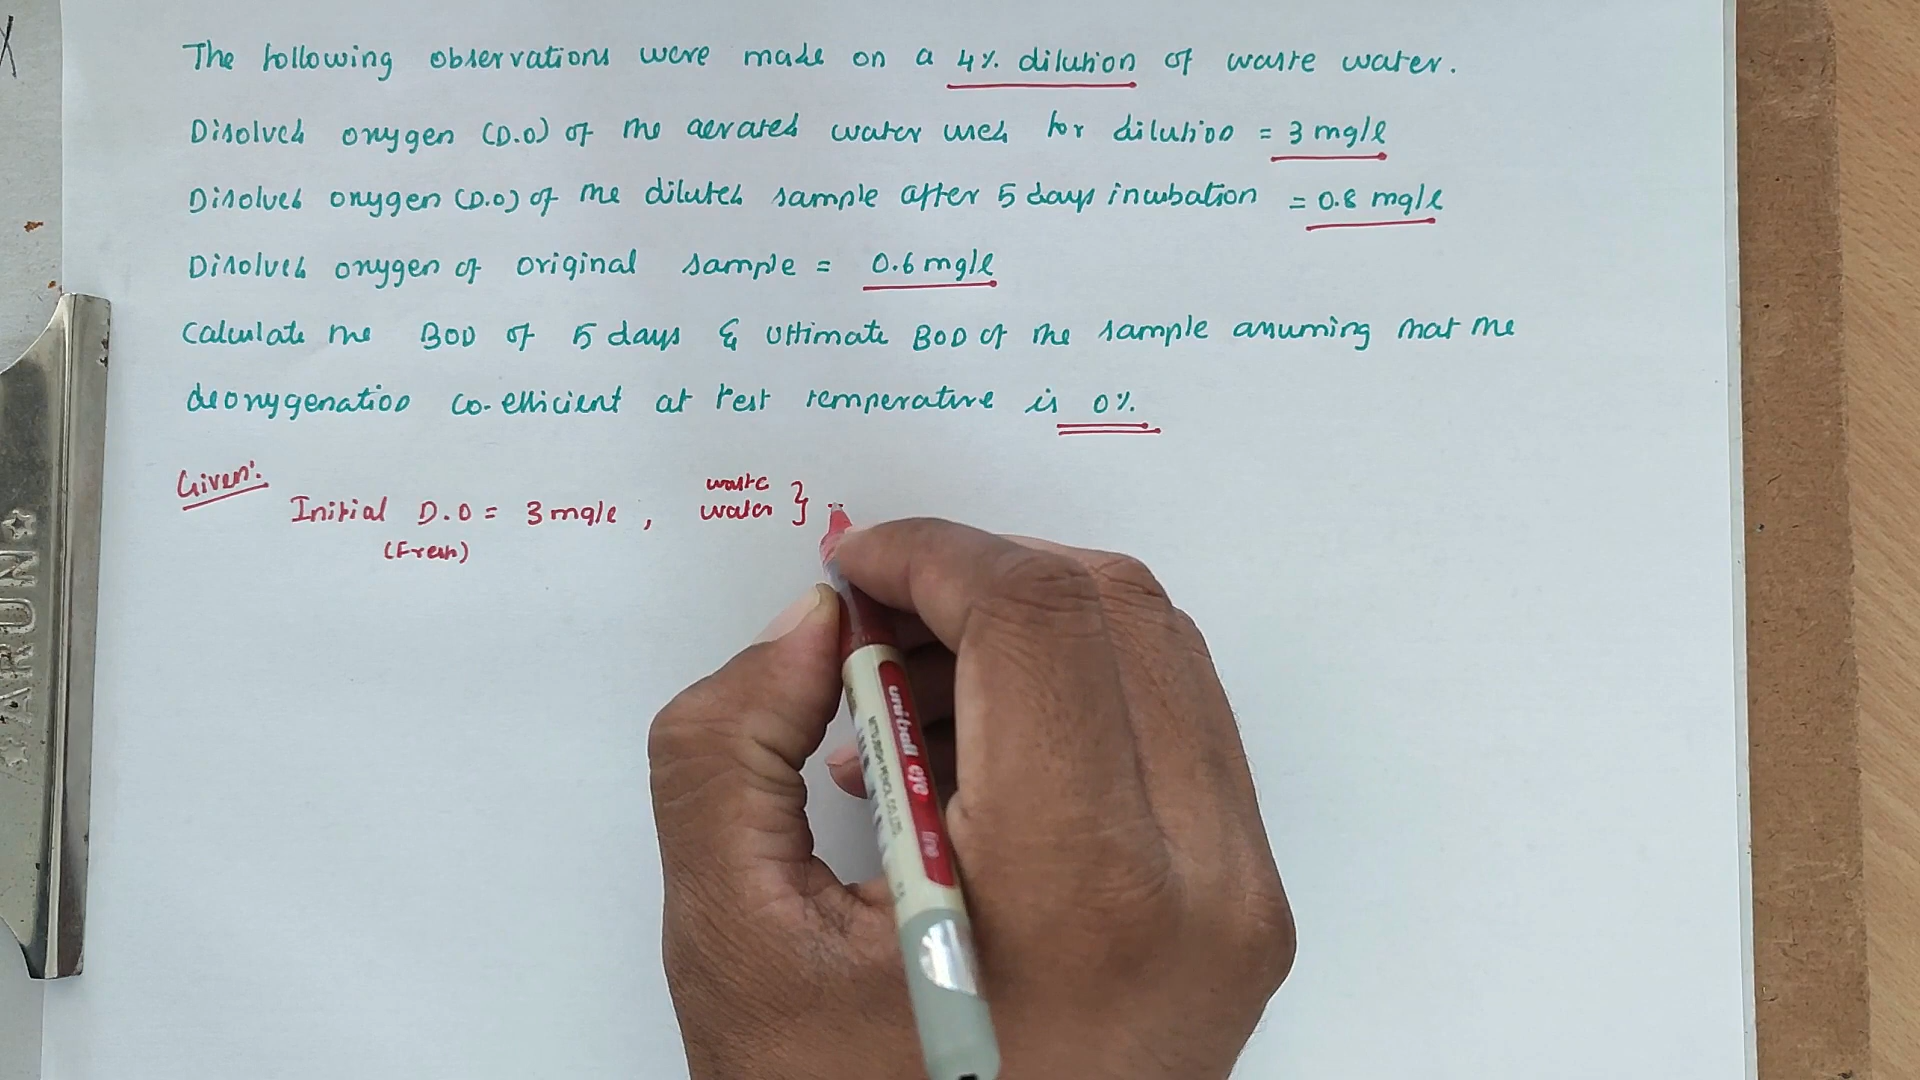 The following observations were made on a 4% dilution of waste water.
Disolved oxygen (D.O) of the aerated water used for dilution = 3 mg/l
Disolved oxygen (D.O) of the diluted sample after 5 days incubation = 0.8 mg/l
Disolved oxygen of original sample = 0.6 mg/l
Calculate the BOD of 5 days & Ultimate BOD of the sample assuming that the
deoxygenation co-efficient at test temperature is 0%.
Given:
Initial D.O = 3 mg/l , waste water }
(Fresh)
ARUN
uniball eye fine